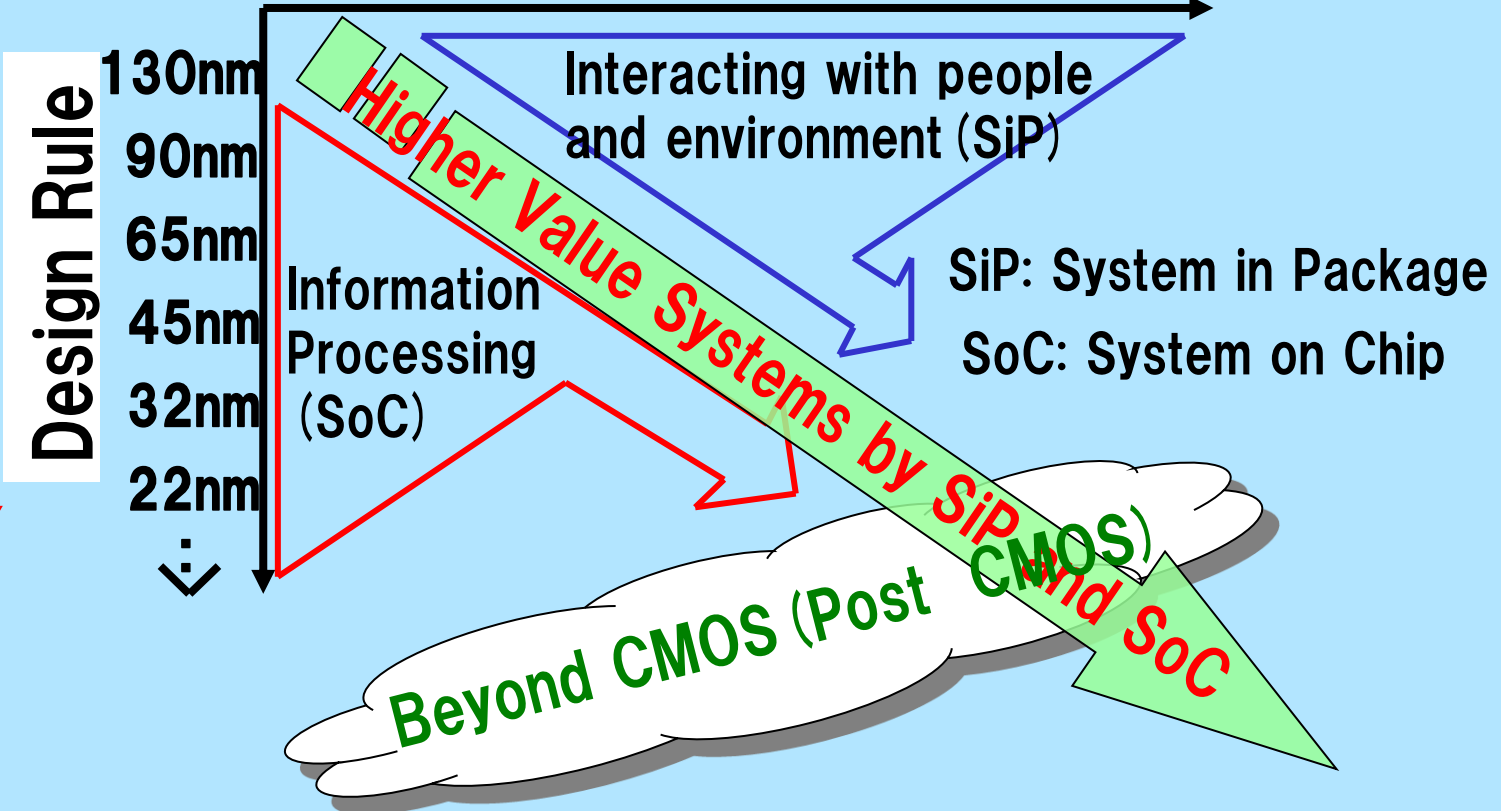 Design Rule
130nm
90nm
65nm
45nm
32nm
22nm
Interacting with people
and environment (SiP)
Higher Value Systems by SiP and SoC
Information
Processing
(SoC)
SiP: System in Package
SoC: System on Chip
Beyond CMOS (Post CMOS)